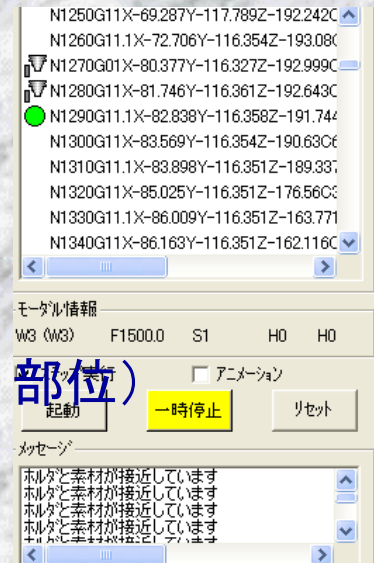 N1250G11X-69.287Y-117.789Z-192.242C
N1260G11.1X-72.706Y-116.354Z-193.08C
N1270G01X-80.377Y-116.327Z-192.999C
N1280G11X-81.746Y-116.361Z-192.643C
N1290G11.1X-82.838Y-116.358Z-191.744
N1300G11X-83.569Y-116.354Z-190.63C6
N1310G11.1X-83.898Y-116.351Z-189.337
N1320G11X-85.025Y-116.351Z-176.56C3
N1330G11.1X-86.009Y-116.351Z-163.771
N1340G11X-86.163Y-116.351Z-162.116C
モーダル情報
W3 (W3) F1500.0 S1 H0 H0
部位)
アニメーション
起動 一時停止 リセット
メッセージ
ホルダと素材が接近しています
ホルダと素材が接近しています
ホルダと素材が接近しています
ホルダと素材が接近しています